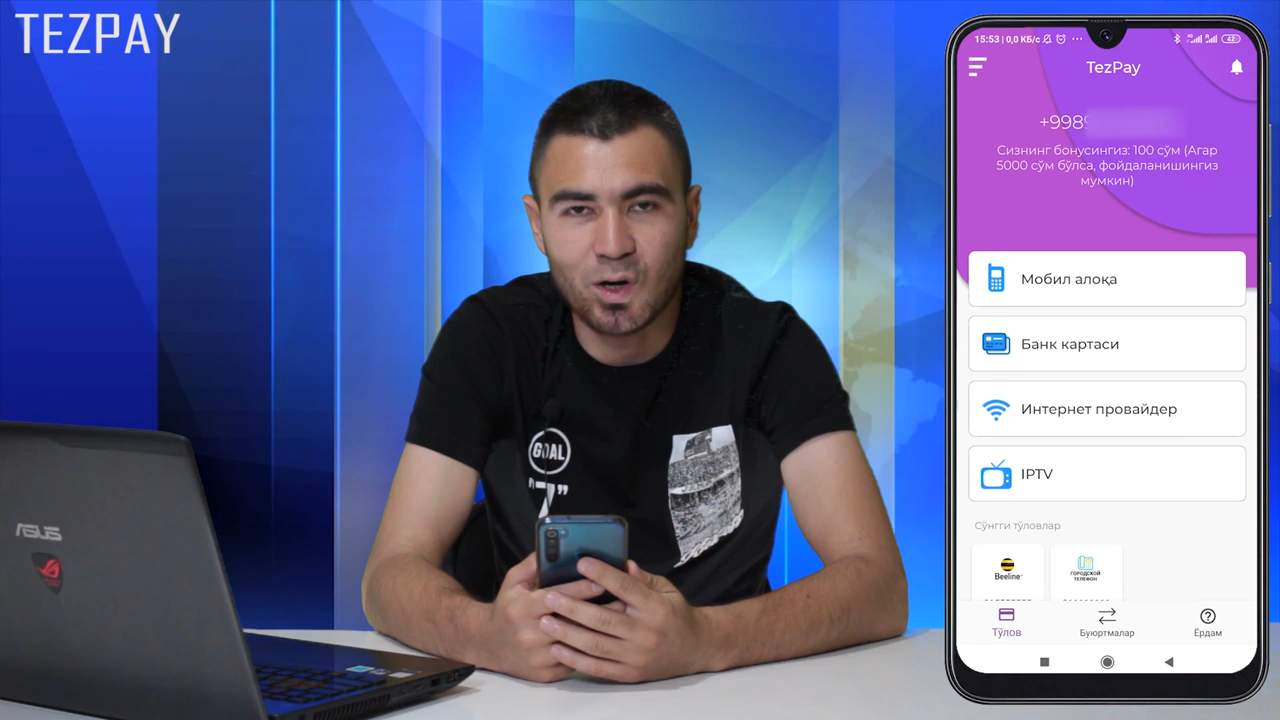 TEZPAY
15:53 | 0,0 КБ/с
42
TezPay
+998
Сизнинг бонусингиз: 100 сўм (Агар
5000 сўм бўлса, фойдаланишингиз
мумкин)
Мобил алоқа
Банк картаси
Интернет провайдер
IPTV
Сўнгги тўловлар
Beeline
ГОРОДСКОЙ
ТЕЛЕФОН
Тўлов
Буюртмалар
Ёрдам
GOAL
"7"
ASUS